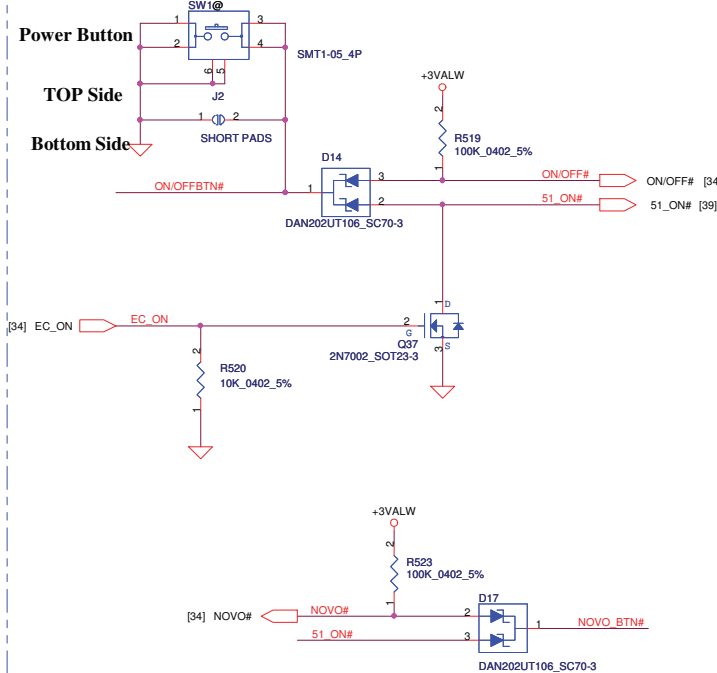 SW1@
1
3
Power Button
2
4
SMT1-05_4P
6
5
TOP Side
J2
+3VALW
1
2
2
Bottom Side
SHORT PADS
R519
100K_0402_5%
1
D14
ON/OFFBTN#
1
3
ON/OFF#
ON/OFF# [34
2
51_ON#
51_ON# [39]
DAN202UT106_SC70-3
1
D
[34] EC_ON
EC_ON
2
G
Q37
3
S
2N7002_SOT23-3
2
R520
10K_0402_5%
1
+3VALW
2
R523
100K_0402_5%
1
D17
[34] NOVO#
NOVO#
2
51_ON#
3
1
NOVO_BTN#
DAN202UT106_SC70-3